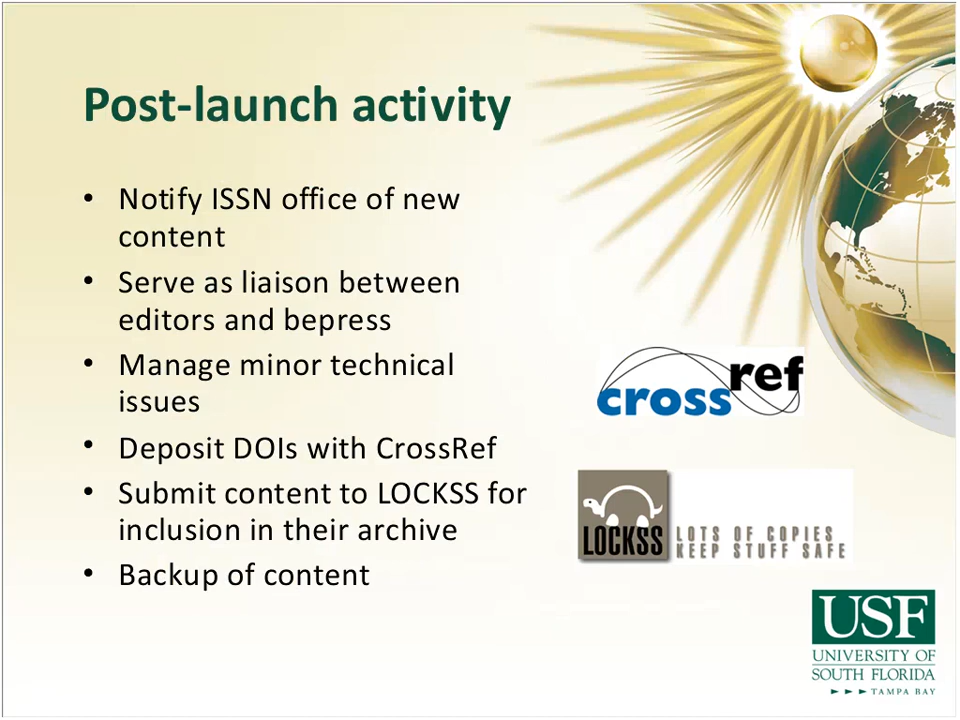 Post-launch activity
• Notify ISSN office of new
content
• Serve as liaison between
editors and bepress
• Manage minor technical
issues
• Deposit DOIs with CrossRef
• Submit content to LOCKSS for
inclusion in their archive
• Backup of content
crossref
LOCKSS
LOTS OF COPIES
KEEP STUFF SAFE
USF
UNIVERSITY OF
SOUTH FLORIDA
TAMPA BAY